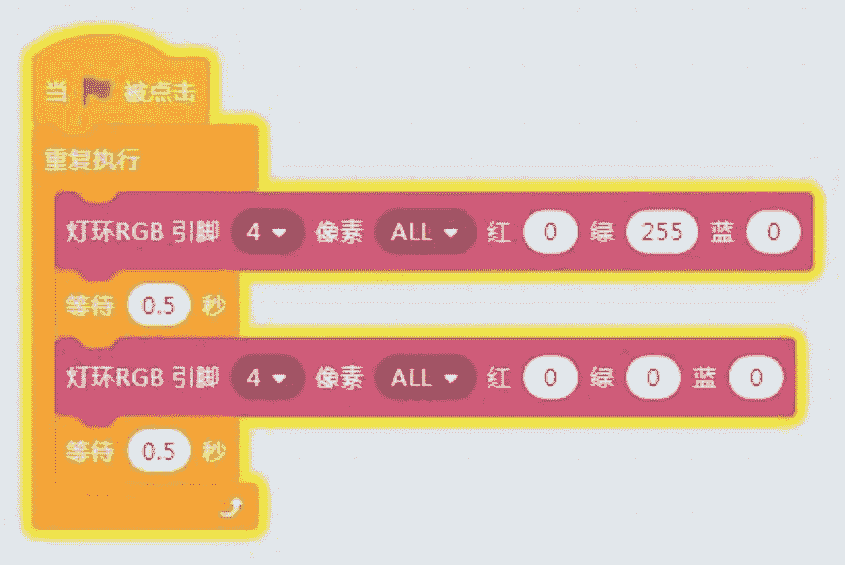 当 被点击
重复执行
灯环RGB 引脚 4 像素 ALL 红 0 绿 255 蓝 0
等待 0.5 秒
灯环RGB 引脚 4 像素 ALL 红 0 绿 0 蓝 0
等待 0.5 秒